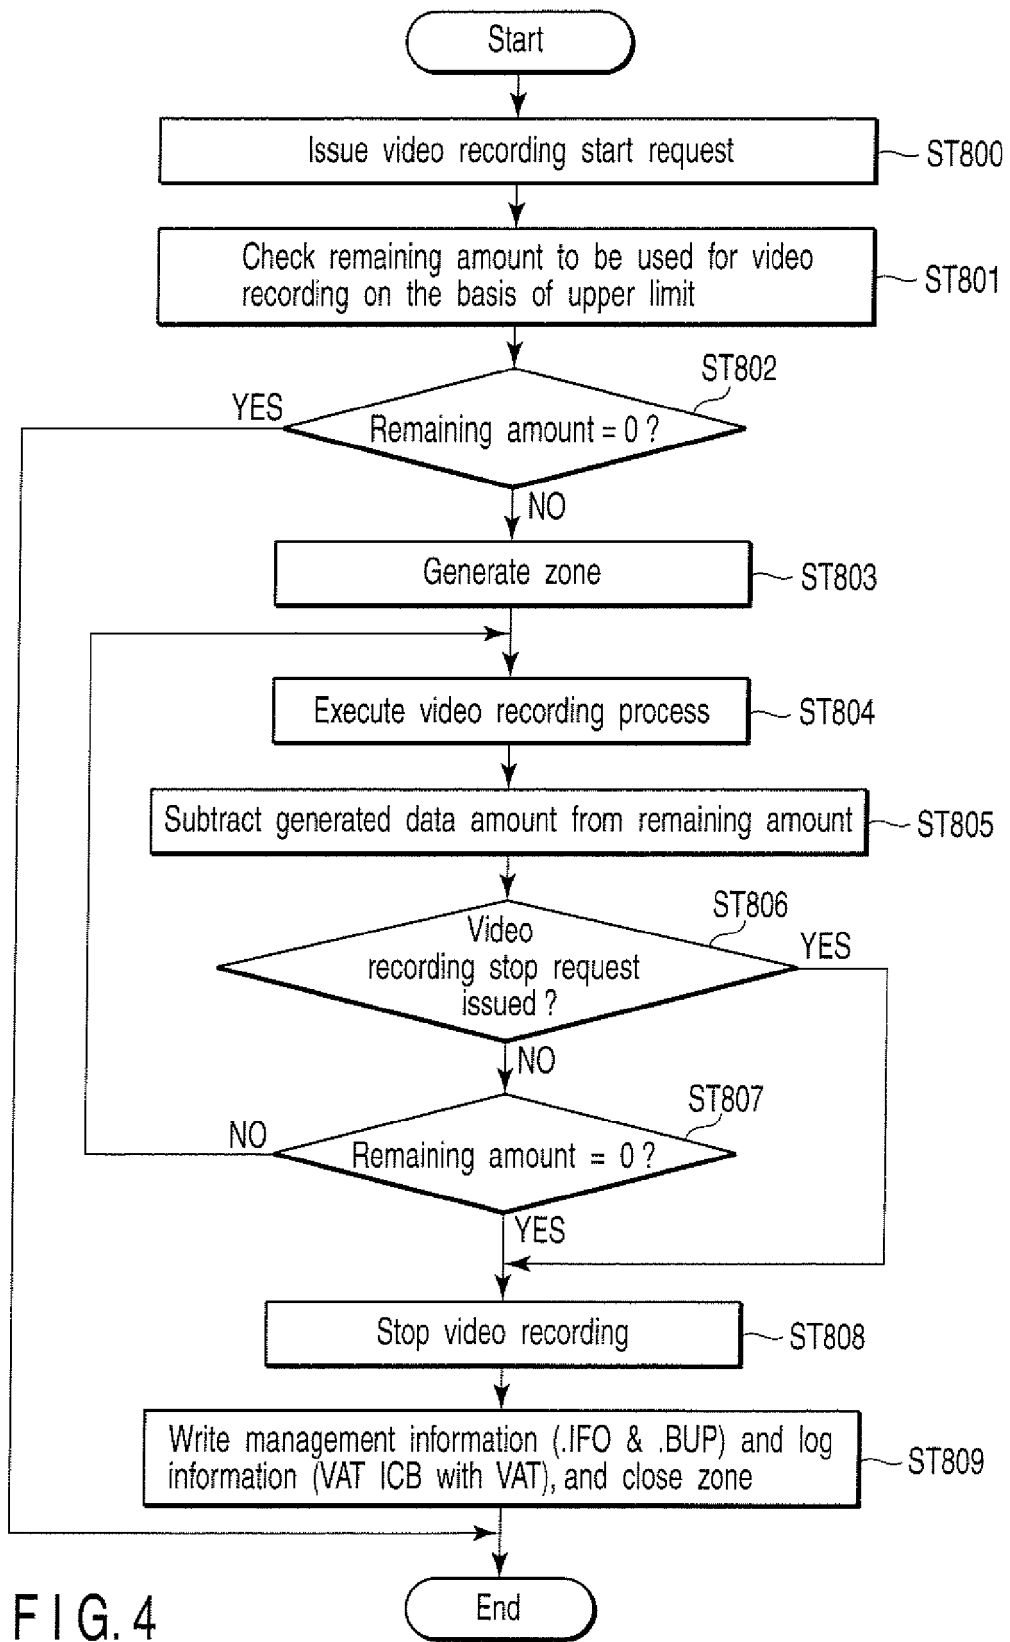 Start
Issue video recording start request
ST800
Check remaining amount to be used for video
recording on the basis of upper limit
ST801
ST802
YES
Remaining amount = 0 ?
NO
Generate zone
ST803
Execute video recording process
ST804
Subtract generated data amount from remaining amount
ST805
ST806
Video
recording stop request
issued ?
YES
NO
ST807
NO
Remaining amount = 0 ?
YES
Stop video recording
ST808
Write management information (.IFO & .BUP) and log
information (VAT ICB with VAT), and close zone
ST809
End
FIG. 4